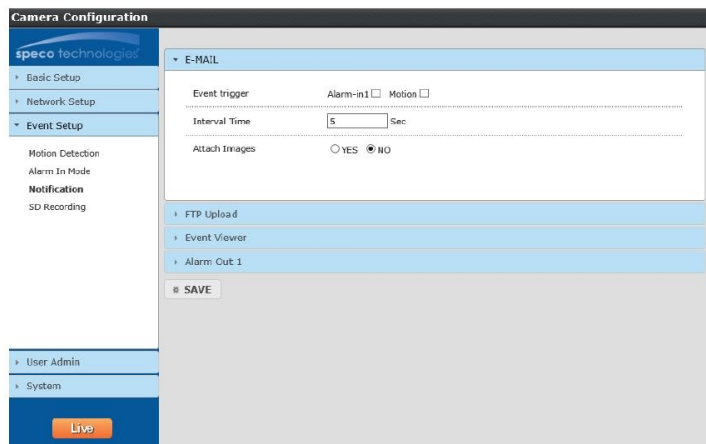 Camera Configuration
speco technologies
Basic Setup
Network Setup
Event Setup
Motion Detection
Alarm In Mode
Notification
SD Recording
User Admin
System
Live
E-MAIL
Event trigger Alarm-in1 Motion
Interval Time 5 Sec
Attach Images YES NO
FTP Upload
Event Viewer
Alarm Out 1
SAVE